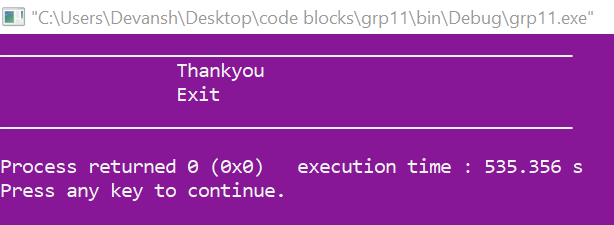 "C:\Users\Devansh\Desktop\code blocks\grp11\bin\Debug\grp11.exe"
Thankyou
Exit
Process returned 0 (0x0)   execution time : 535.356 s
Press any key to continue.